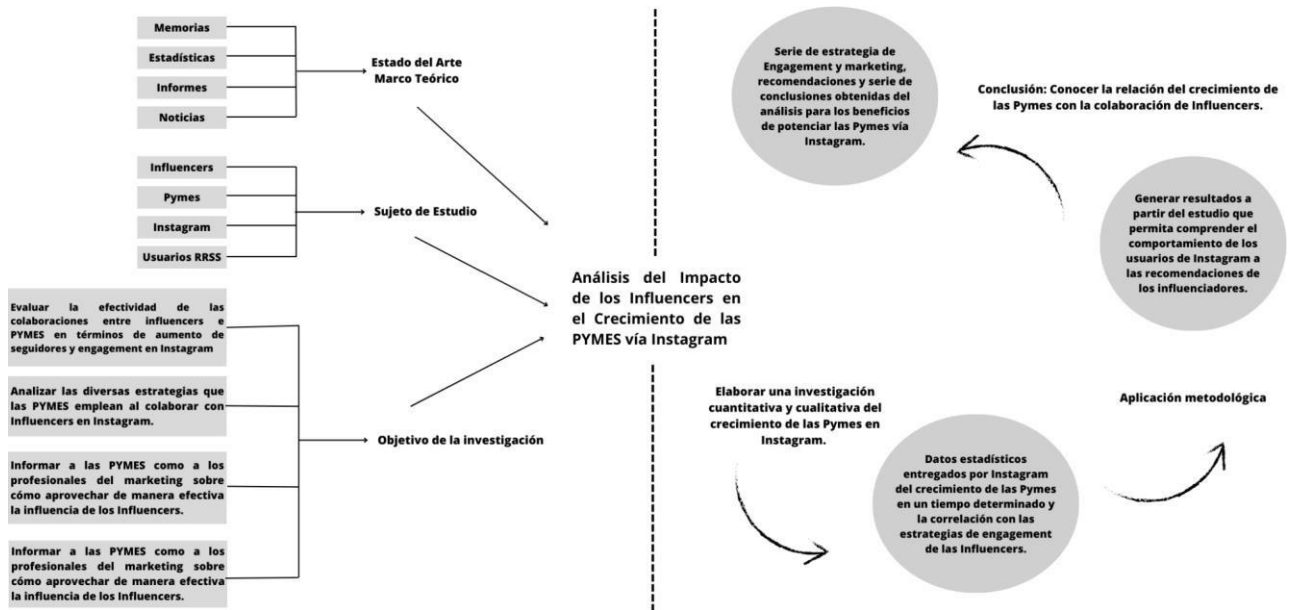 Memorias
Estadísticas
Informes
Noticias
Estado del Arte
Marco Teórico
Influencers
Pymes
Instagram
Usuarios RRSS
Sujeto de Estudio
Evaluar la efectividad de las
colaboraciones entre influencers e
PYMES en términos de aumento de
seguidores y engagement en Instagram
Analizar las diversas estrategias que
las PYMES emplean al colaborar con
Influencers en Instagram.
Informar a las PYMES como a los
profesionales del marketing sobre
cómo aprovechar de manera efectiva
la influencia de los Influencers.
Informar a las PYMES como a los
profesionales del marketing sobre
cómo aprovechar de manera efectiva
la influencia de los Influencers.
Objetivo de la investigación
Análisis del Impacto
de los Influencers en
el Crecimiento de las
PYMES vía Instagram
Elaborar una investigación
cuantitativa y cualitativa del
crecimiento de las Pymes en
Instagram.
Datos estadísticos
entregados por Instagram
del crecimiento de las Pymes
en un tiempo determinado y
la correlación con las
estrategias de engagement
de las Influencers.
Aplicación metodológica
Generar resultados a
partir del estudio que
permita comprender el
comportamiento de los
usuarios de Instagram a
las recomendaciones de
los influenciadores.
Conclusión: Conocer la relación del crecimiento de
las Pymes con la colaboración de Influencers.
Serie de estrategia de
Engagement y marketing,
recomendaciones y serie de
conclusiones obtenidas del
análisis para los beneficios
de potenciar las Pymes vía
Instagram.